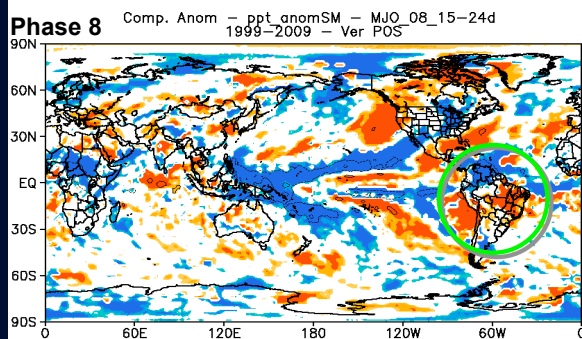 Phase 8
Comp. Anom – ppt_anomSM – MJO_08_15-24d
1999-2009 – Ver POS
90N
60N
30N
EQ
30S
60S
90S
0 60E 120E 180 120W 60W 0